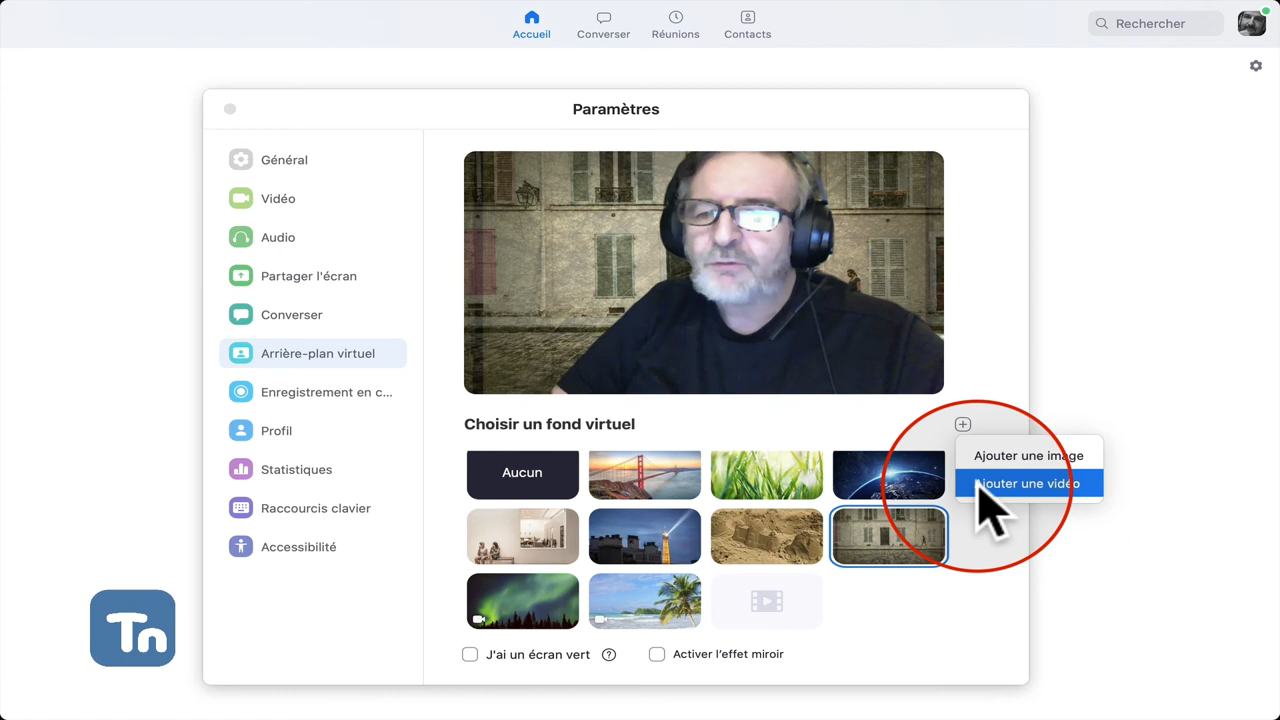 Accueil
Converser
Réunions
Contacts
Rechercher
Paramètres
Général
Vidéo
Audio
Partager l'écran
Converser
Arrière-plan virtuel
Enregistrement en c...
Profil
Statistiques
Raccourcis clavier
Accessibilité
Choisir un fond virtuel
Ajouter une image
Ajouter une vidéo
Aucun
J'ai un écran vert ?
Activer l’effet miroir
Tn